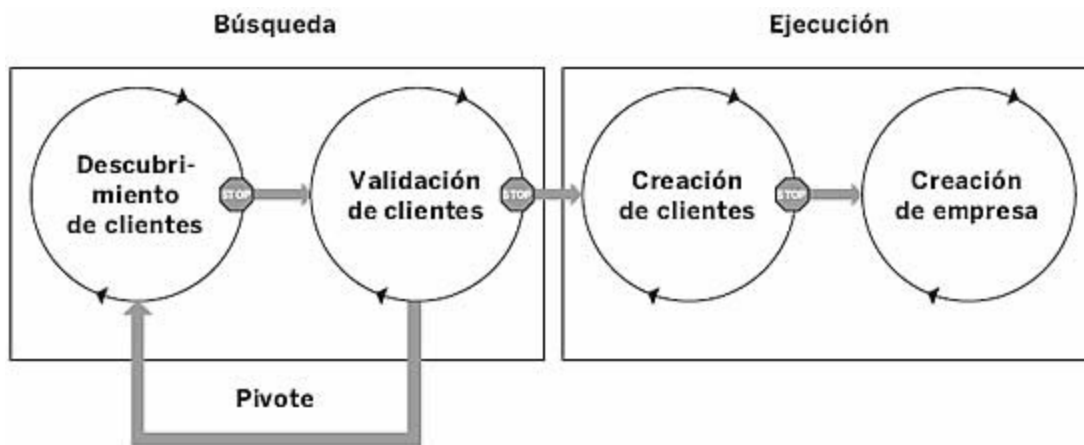 Búsqueda
Ejecución
Descubri-
miento
de clientes
STOP
Validación
de clientes
STOP
Creación
de clientes
STOP
Creación
de empresa
Pivote